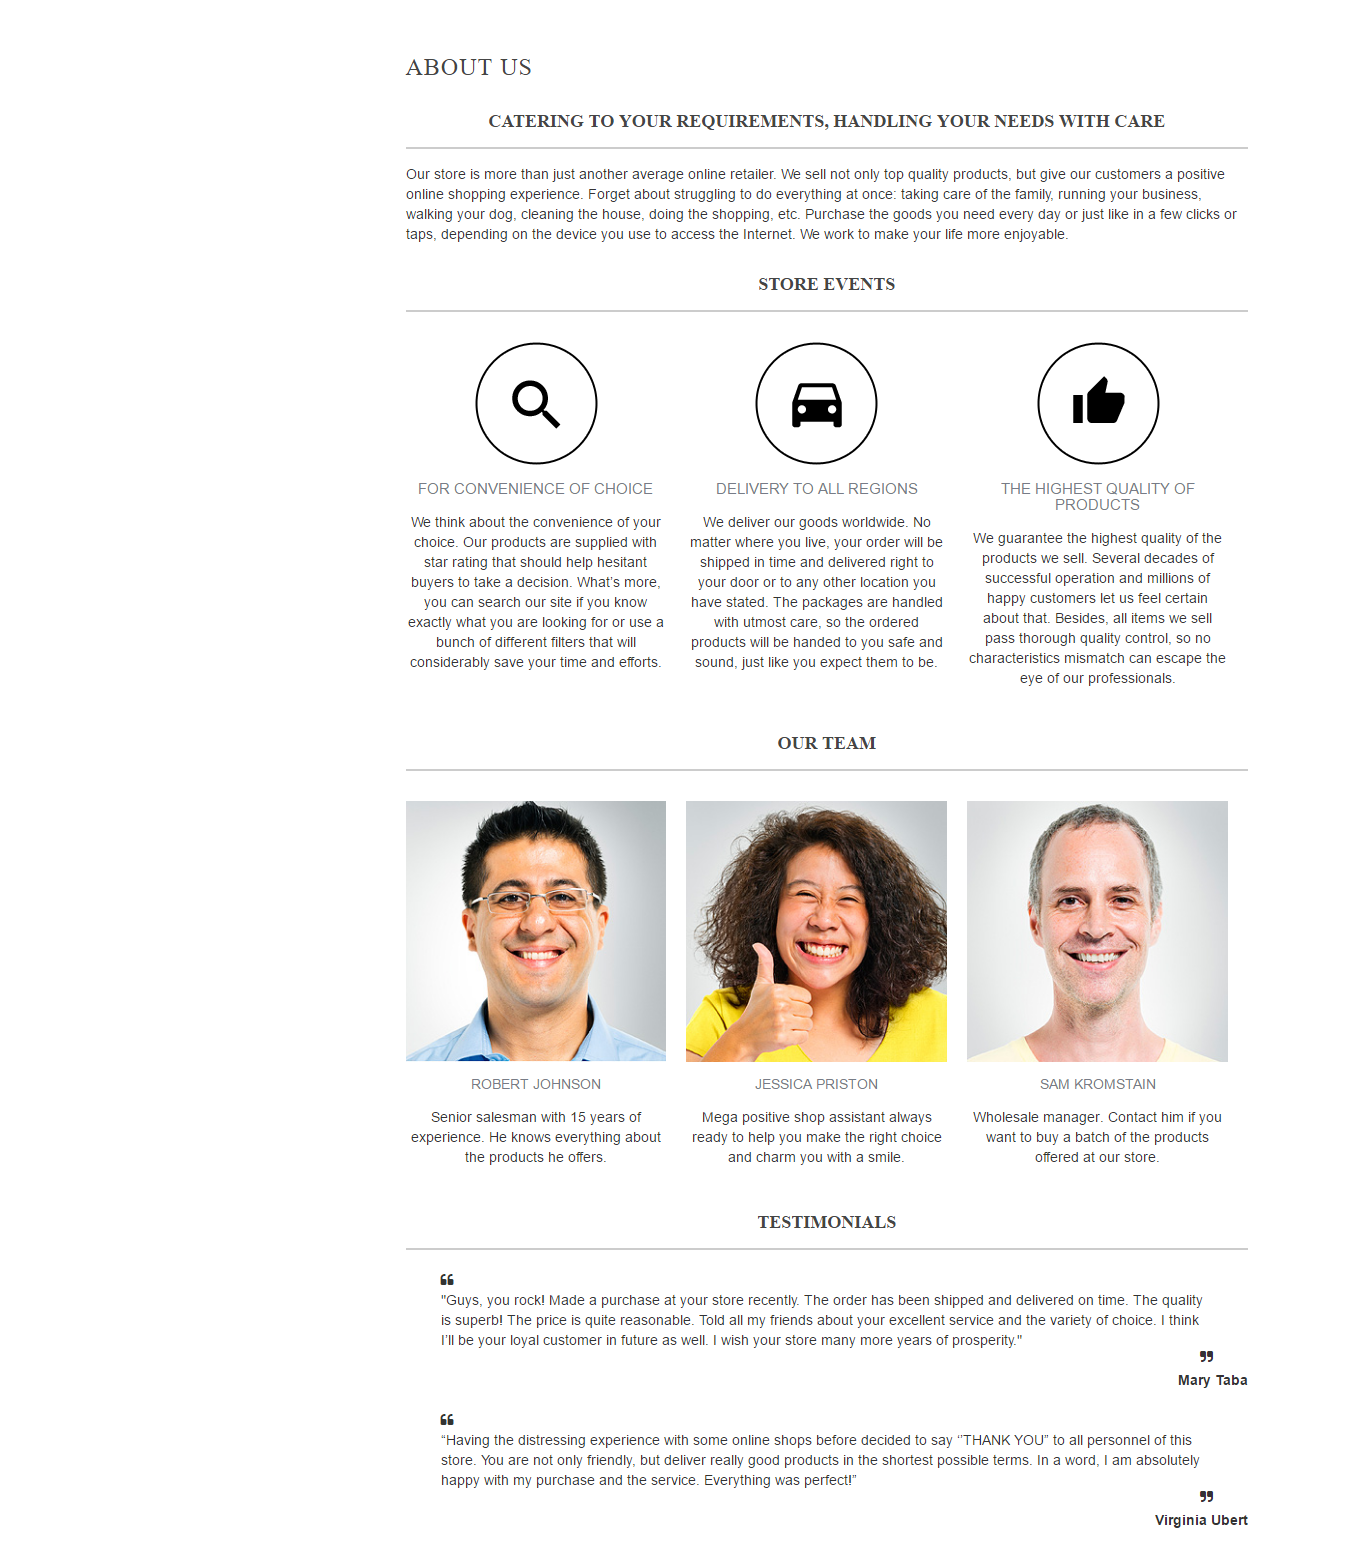 ABOUT US
CATERING TO YOUR REQUIREMENTS, HANDLING YOUR NEEDS WITH CARE
Our store is more than just another average online retailer. We sell not only top quality products, but give our customers a positive
online shopping experience. Forget about struggling to do everything at once: taking care of the family, running your business,
walking your dog, cleaning the house, doing the shopping, etc. Purchase the goods you need every day or just like in a few clicks or
taps, depending on the device you use to access the Internet. We work to make your life more enjoyable.
STORE EVENTS
FOR CONVENIENCE OF CHOICE
We think about the convenience of your
choice. Our products are supplied with
star rating that should help hesitant
buyers to take a decision. What's more,
you can search our site if you know
exactly what you are looking for or use a
bunch of different filters that will
considerably save your time and efforts.
DELIVERY TO ALL REGIONS
We deliver our goods worldwide. No
matter where you live, your order will be
shipped in time and delivered right to
your door or to any other location you
have stated. The packages are handled
with utmost care, so the ordered
products will be handed to you safe and
sound, just like you expect them to be.
THE HIGHEST QUALITY OF
PRODUCTS
We guarantee the highest quality of the
products we sell. Several decades of
successful operation and millions of
happy customers let us feel certain
about that. Besides, all items we sell
pass thorough quality control, so no
characteristics mismatch can escape the
eye of our professionals.
OUR TEAM
ROBERT JOHNSON
Senior salesman with 15 years of
experience. He knows everything about
the products he offers.
JESSICA PRISTON
Mega positive shop assistant always
ready to help you make the right choice
and charm you with a smile.
SAM KROMSTAIN
Wholesale manager. Contact him if you
want to buy a batch of the products
offered at our store.
TESTIMONIALS
❝
"Guys, you rock! Made a purchase at your store recently. The order has been shipped and delivered on time. The quality
is superb! The price is quite reasonable. Told all my friends about your excellent service and the variety of choice. I think
I'll be your loyal customer in future as well. I wish your store many more years of prosperity."
❞
Mary Taba
❝
“Having the distressing experience with some online shops before decided to say “THANK YOU” to all personnel of this
store. You are not only friendly, but deliver really good products in the shortest possible terms. In a word, I am absolutely
happy with my purchase and the service. Everything was perfect!”
❞
Virginia Ubert